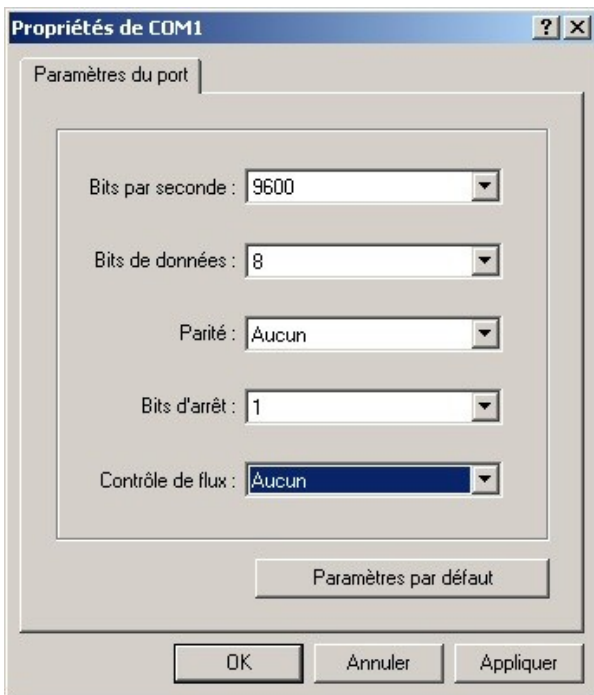 Propriétés de COM1
Paramètres du port
Bits par seconde : 9600
Bits de données : 8
Parité : Aucun
Bits d'arrêt : 1
Contrôle de flux : Aucun
Paramètres par défaut
OK Annuler Appliquer